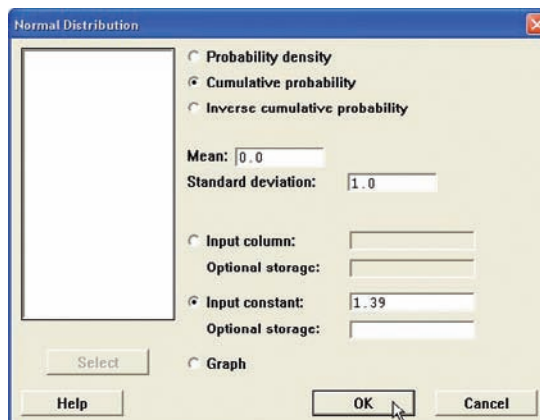 Normal Distribution
Probability density
Cumulative probability
Inverse cumulative probability
Mean: 0.0
Standard deviation: 1.0
Input column:
Optional storage:
Input constant: 1.39
Optional storage:
Select
Graph
Help OK Cancel